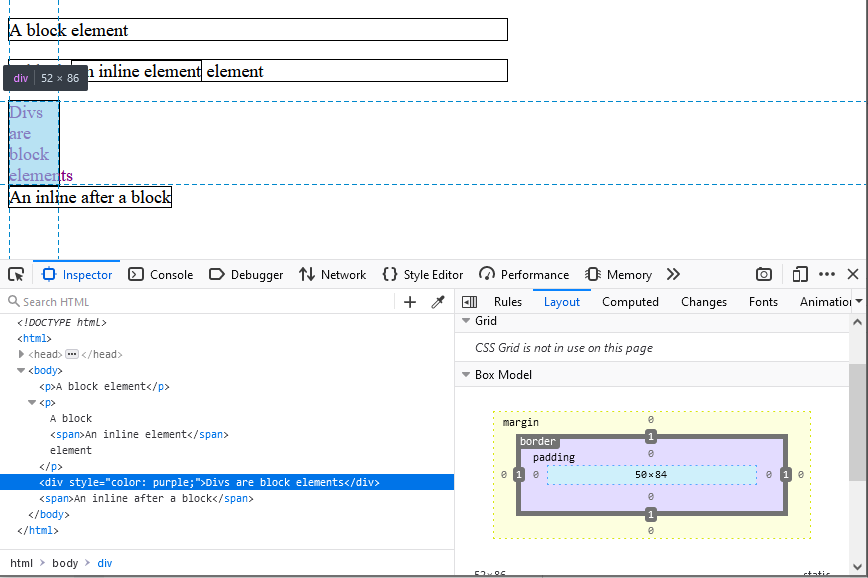 A block element
n inline element element
div 52 × 86
Divs
are
block
elements
An inline after a block
Inspector Console Debugger Network Style Editor Performance Memory
Search HTML
Rules Layout Computed Changes Fonts Animation
<!DOCTYPE html>
<html>
<head> ••• </head>
<body>
<p>A block element</p>
<p>
A block
<span>An inline element</span>
element
</p>
<div style="color: purple;">Divs are block elements</div>
<span>An inline after a block</span>
</body>
</html>
html > body > div
Grid
CSS Grid is not in use on this page
Box Model
margin 0
border 1
padding 0
0 1 0 50×84 0 1 0
0
1
0
52×86 static